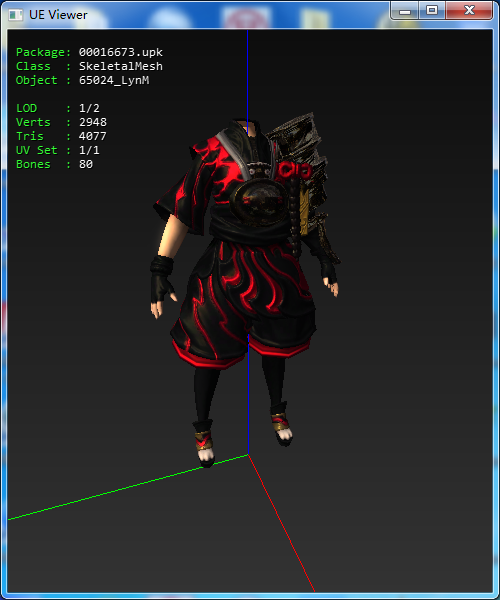 UE Viewer
Package: 00016673.upk
Class : SkeletalMesh
Object : 65024_LynM
LOD : 1/2
Verts : 2948
Tris : 4077
UV Set : 1/1
Bones : 80